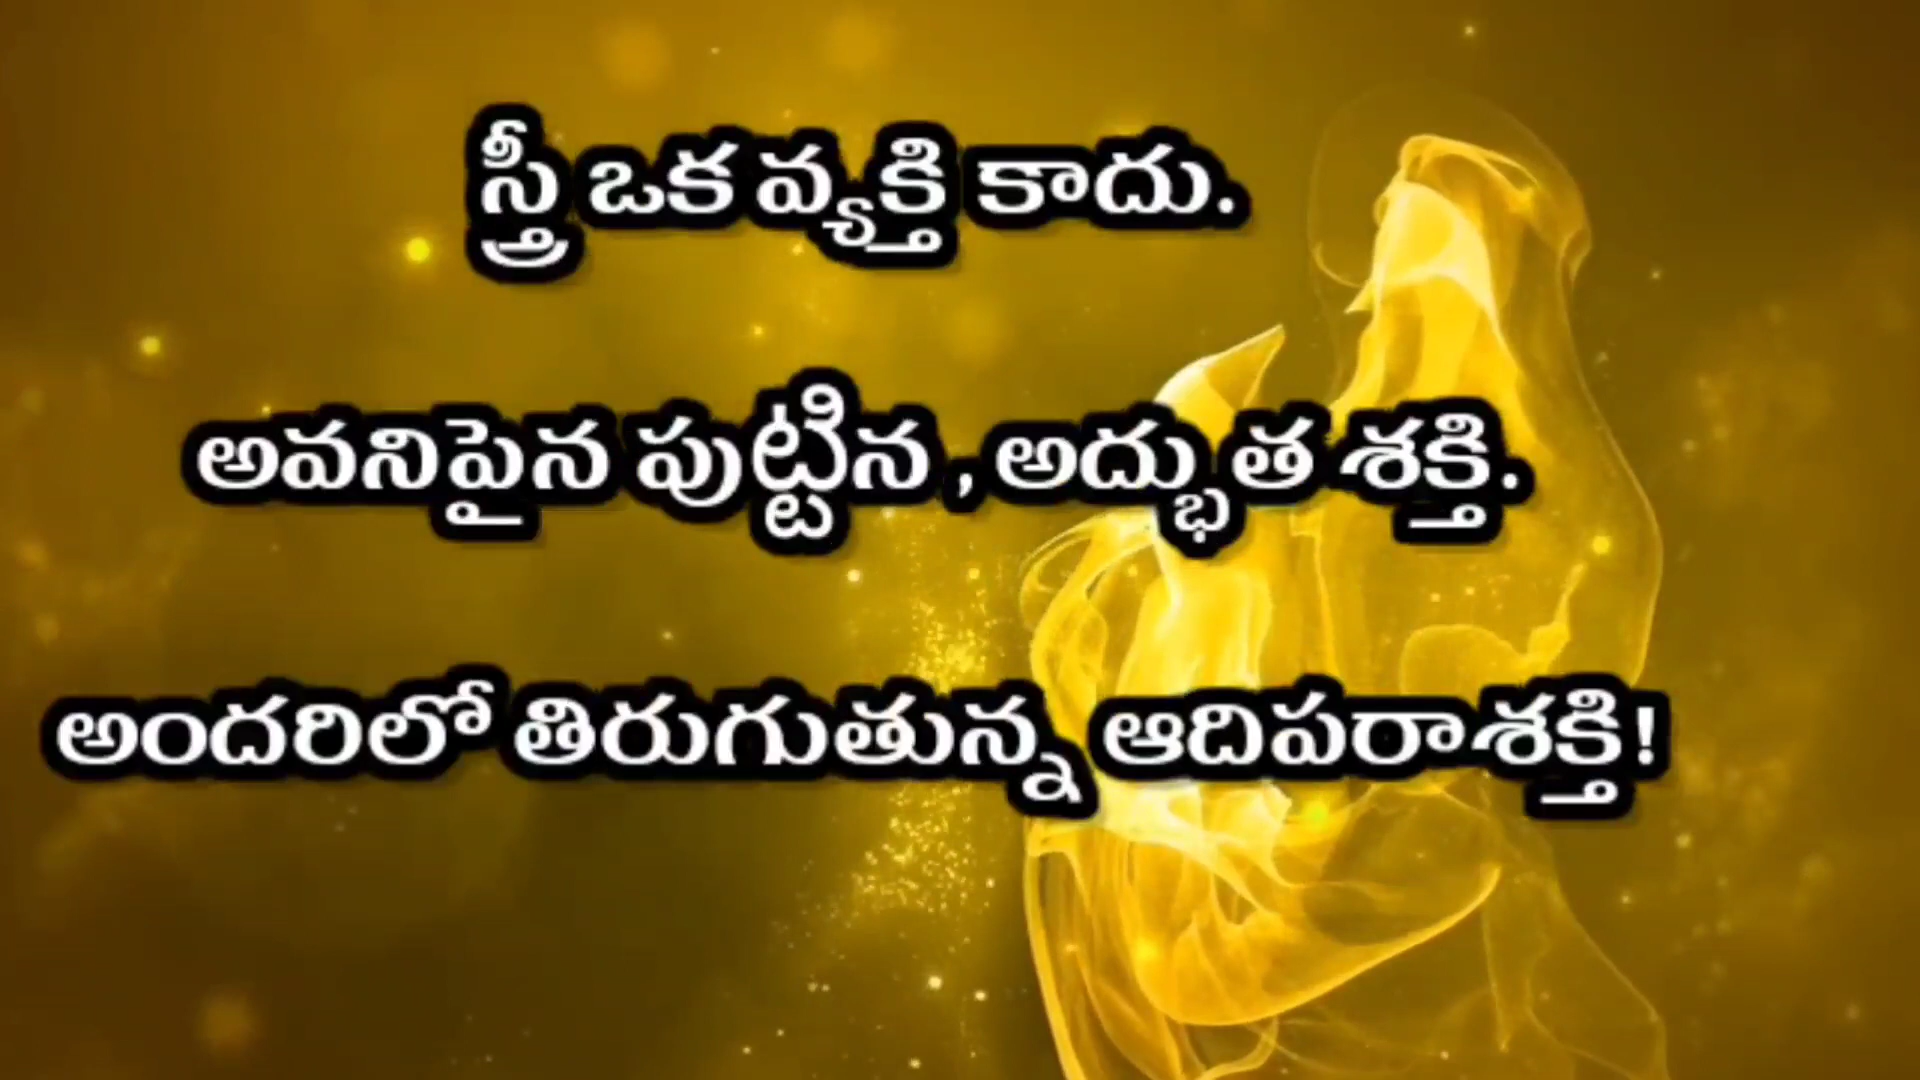 స్త్రీ ఒక వ్యక్తి కాదు.
అవనిపైన పుట్టిన , అద్భుత శక్తి.
అందరిలో తిరుగుతున్న ఆదిపరాశక్తి!